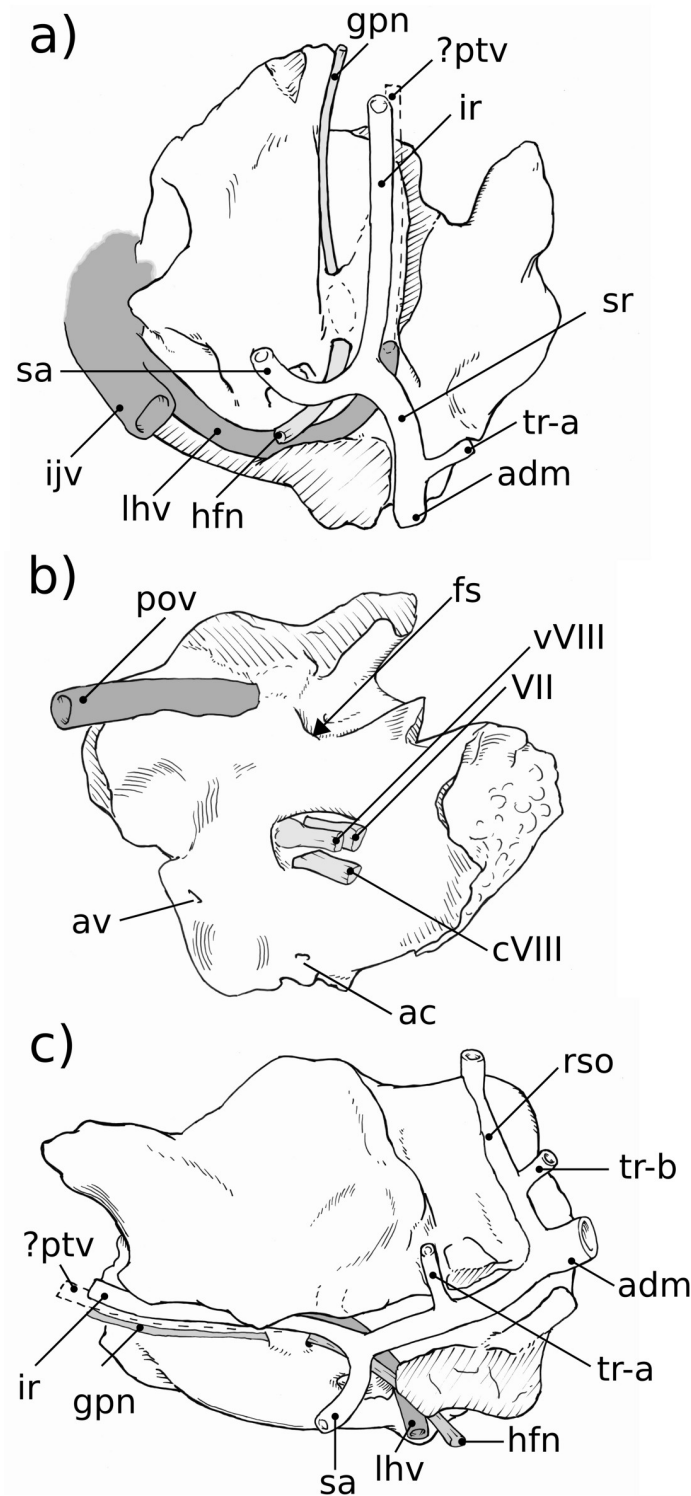 a)
gpn
?ptv
ir
sr
sa
tr-a
ijv
adm
lhv
hfn
b)
pov
fs
vVIII
VII
av
cVIII
ac
c)
rso
tr-b
?ptv
adm
ir
gpn
tr-a
hfn
lhv
sa